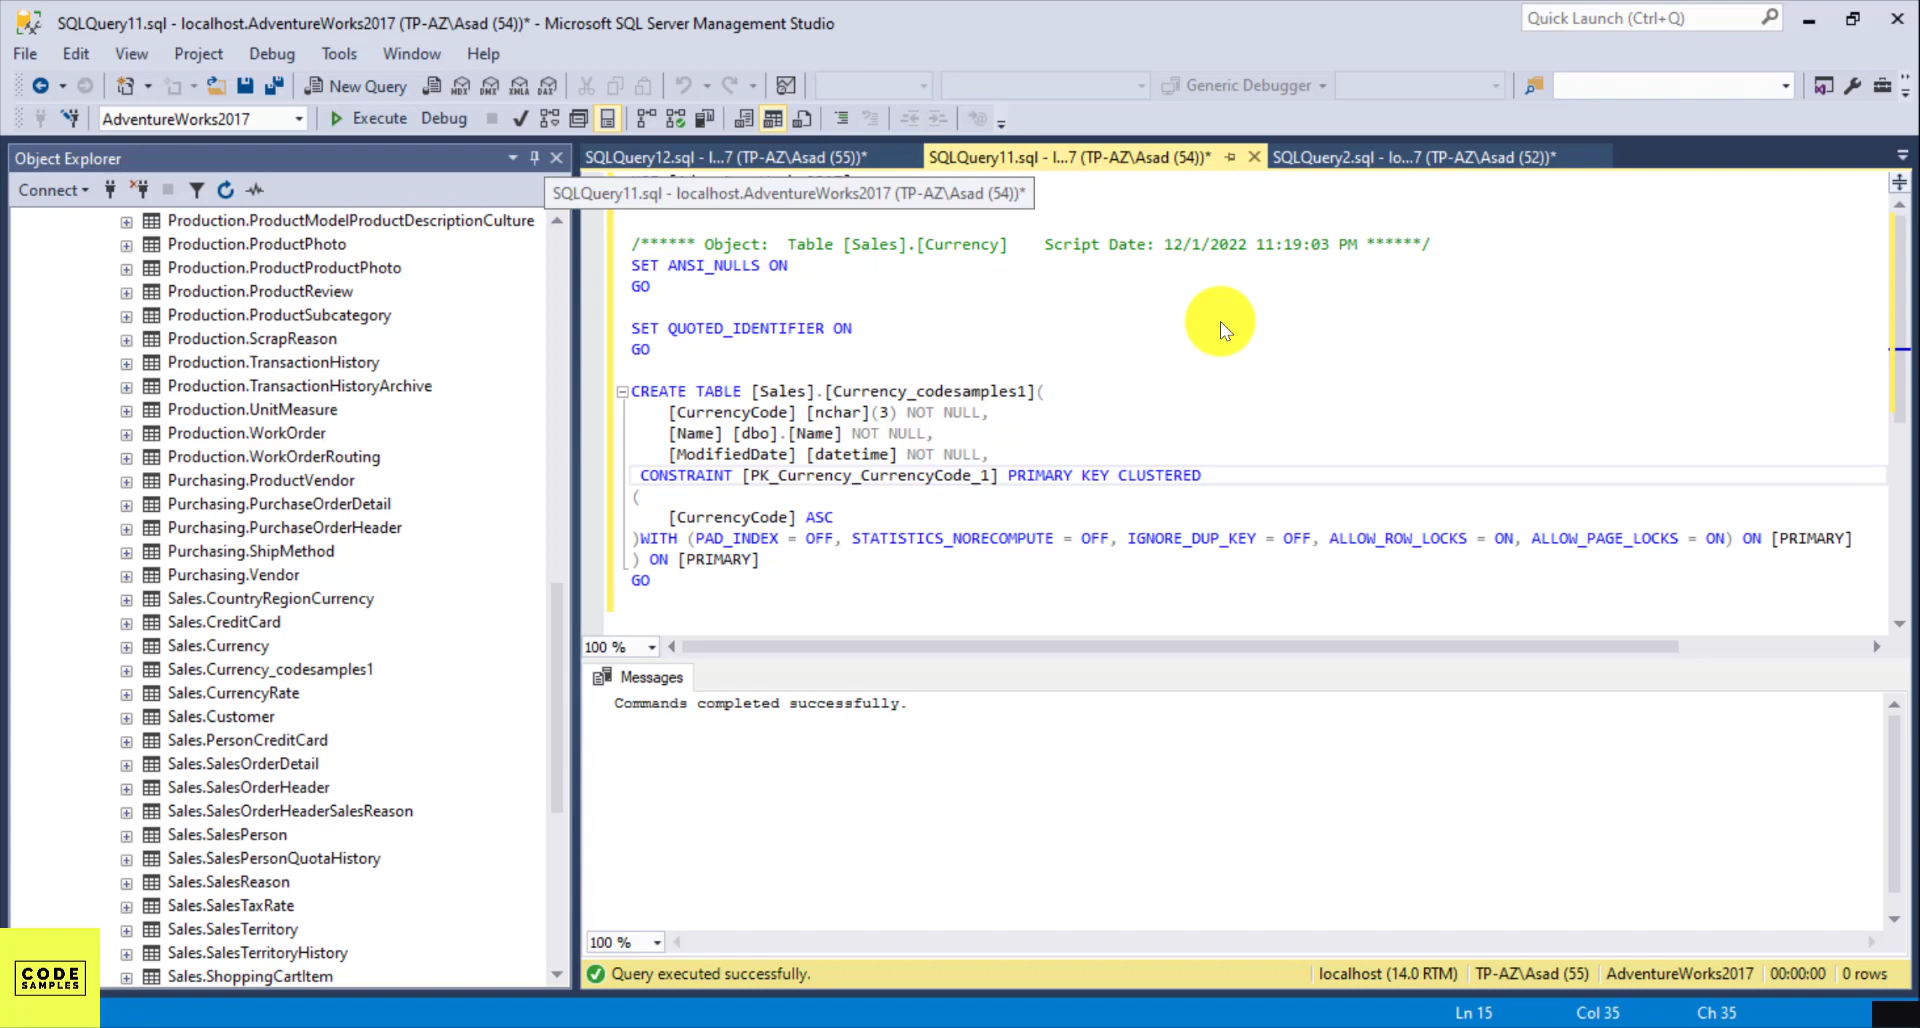 SQLQuery11.sql - localhost.AdventureWorks2017 (TP-AZ\Asad (54))* - Microsoft SQL Server Management Studio
Quick Launch (Ctrl+Q)
File Edit View Project Debug Tools Window Help
New Query MDX DMX XMLA DAX Generic Debugger
AdventureWorks2017 Execute Debug
Object Explorer
SQLQuery12.sql - l...7 (TP-AZ\Asad (55))* SQLQuery11.sql - l...7 (TP-AZ\Asad (54))* SQLQuery2.sql - lo...7 (TP-AZ\Asad (52))*
Connect
SQLQuery11.sql - localhost.AdventureWorks2017 (TP-AZ\Asad (54))*
Production.ProductModelProductDescriptionCulture
Production.ProductPhoto
Production.ProductProductPhoto
Production.ProductReview
Production.ProductSubcategory
Production.ScrapReason
Production.TransactionHistory
Production.TransactionHistoryArchive
Production.UnitMeasure
Production.WorkOrder
Production.WorkOrderRouting
Purchasing.ProductVendor
Purchasing.PurchaseOrderDetail
Purchasing.PurchaseOrderHeader
Purchasing.ShipMethod
Purchasing.Vendor
Sales.CountryRegionCurrency
Sales.CreditCard
Sales.Currency
Sales.Currency_codesamples1
Sales.CurrencyRate
Sales.Customer
Sales.PersonCreditCard
Sales.SalesOrderDetail
Sales.SalesOrderHeader
Sales.SalesOrderHeaderSalesReason
Sales.SalesPerson
Sales.SalesPersonQuotaHistory
Sales.SalesReason
Sales.SalesTaxRate
Sales.SalesTerritory
Sales.SalesTerritoryHistory
Sales.ShoppingCartItem
/****** Object:  Table [Sales].[Currency]    Script Date: 12/1/2022 11:19:03 PM ******/
SET ANSI_NULLS ON
GO
SET QUOTED_IDENTIFIER ON
GO
CREATE TABLE [Sales].[Currency_codesamples1](
[CurrencyCode] [nchar](3) NOT NULL,
[Name] [dbo].[Name] NOT NULL,
[ModifiedDate] [datetime] NOT NULL,
CONSTRAINT [PK_Currency_CurrencyCode_1] PRIMARY KEY CLUSTERED
(
[CurrencyCode] ASC
)WITH (PAD_INDEX = OFF, STATISTICS_NORECOMPUTE = OFF, IGNORE_DUP_KEY = OFF, ALLOW_ROW_LOCKS = ON, ALLOW_PAGE_LOCKS = ON) ON [PRIMARY]
) ON [PRIMARY]
GO
100 %
Messages
Commands completed successfully.
100 %
Query executed successfully. localhost (14.0 RTM) TP-AZ\Asad (55) AdventureWorks2017 00:00:00 0 rows
Ln 15 Col 35 Ch 35
CODE
SAMPLES